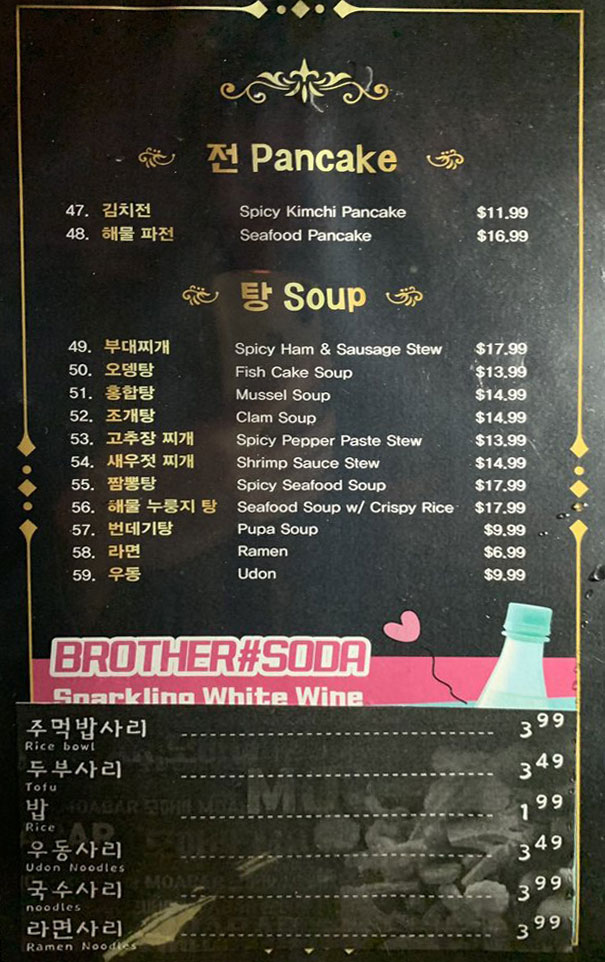 전 Pancake
47. 김치전 Spicy Kimchi Pancake $11.99
48. 해물 파전 Seafood Pancake $16.99
탕 Soup
49. 부대찌개 Spicy Ham & Sausage Stew $17.99
50. 오뎅탕 Fish Cake Soup $13.99
51. 홍합탕 Mussel Soup $14.99
52. 조개탕 Clam Soup $14.99
53. 고추장 찌개 Spicy Pepper Paste Stew $13.99
54. 새우젓 찌개 Shrimp Sauce Stew $14.99
55. 짬뽕탕 Spicy Seafood Soup $17.99
56. 해물 누룽지 탕 Seafood Soup w/ Crispy Rice $17.99
57. 번데기탕 Pupa Soup $9.99
58. 라면 Ramen $6.99
59. 우동 Udon $9.99
BROTHER#SODA
Sparkling White Wine
주먹밥사리 3.99
Rice bowl
두부사리 3.49
Tofu
밥 1.99
Rice
우동사리 3.49
Udon Noodles
국수사리 3.99
noodles
라면사리 3.99
Ramen Noodles